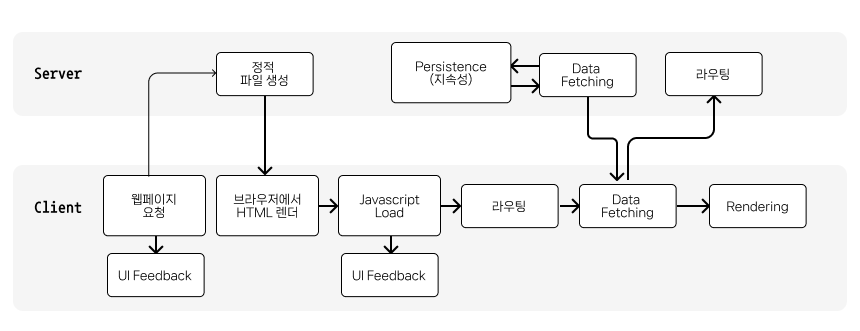 Server
정적
파일 생성
Persistence
(지속성)
Data
Fetching
라우팅
Client
웹페이지
요청
브라우저에서
HTML 렌더
Javascript
Load
라우팅
Data
Fetching
Rendering
UI Feedback
UI Feedback